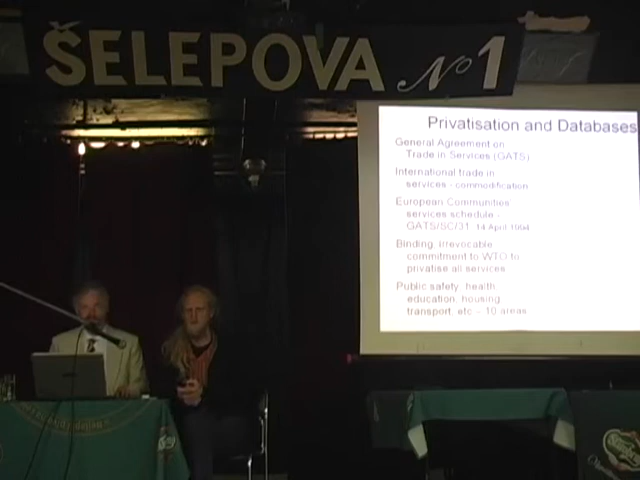 ŠELEPOVA No 1
Privatisation and Databases
General Agreement on
Trade in Services (GATS)
International trade in
services - commodification
European Communities
services schedule -
GATS/SC/31 14 April 1994
Binding, irrevocable
commitment to WTO to
privatise all services
Public safety, health
education, housing
transport, etc - 10 areas